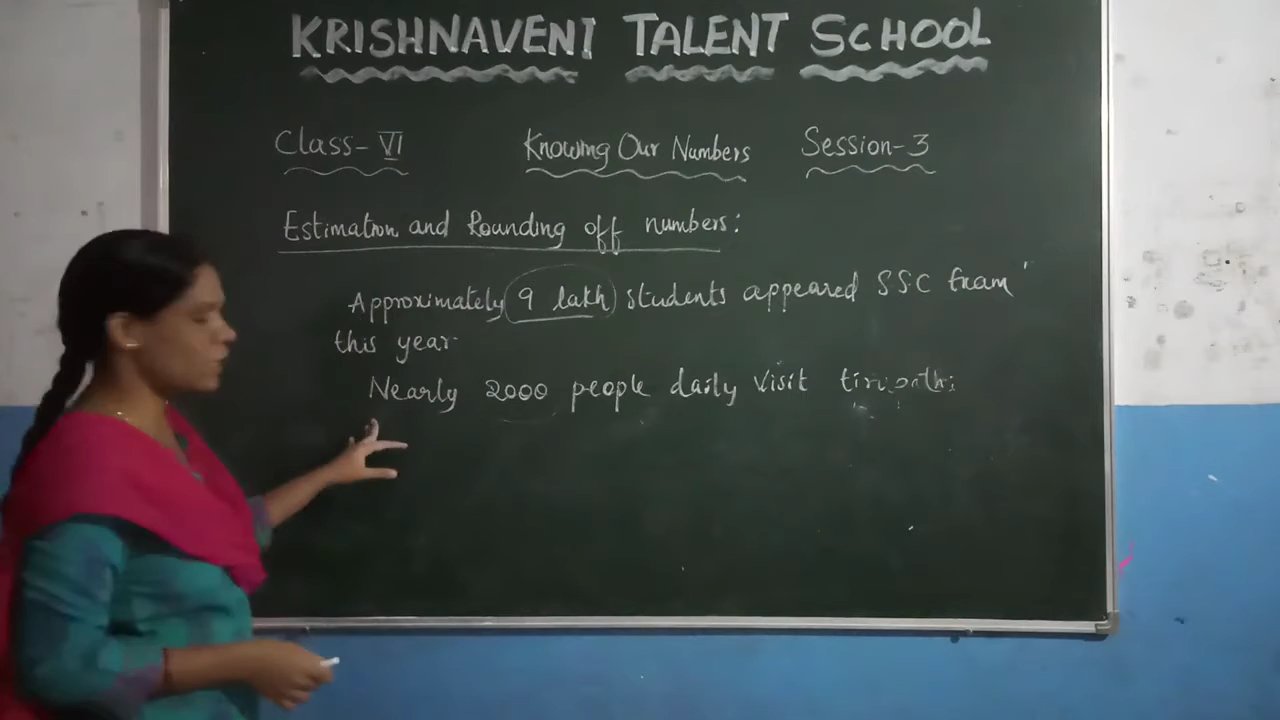 KRISHNAVENI TALENT SCHOOL
Class-VI Knowing Our Numbers Session-3
Estimation and Rounding off numbers:
Approximately 9 lakh students appeared SSC Exam
this year
Nearly 2000 people daily visit